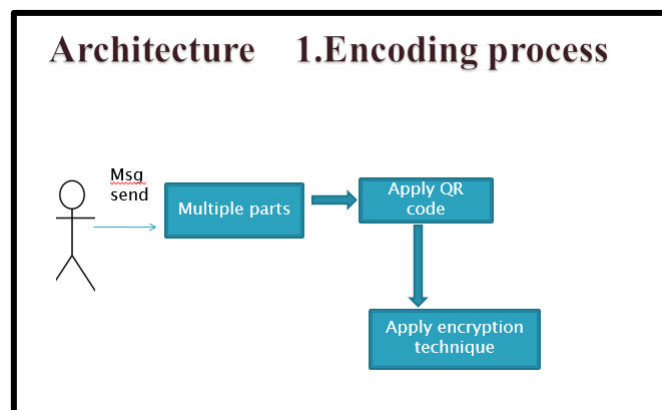 Architecture 1.Encoding process
Msg
send
Multiple parts
Apply QR
code
Apply encryption
technique